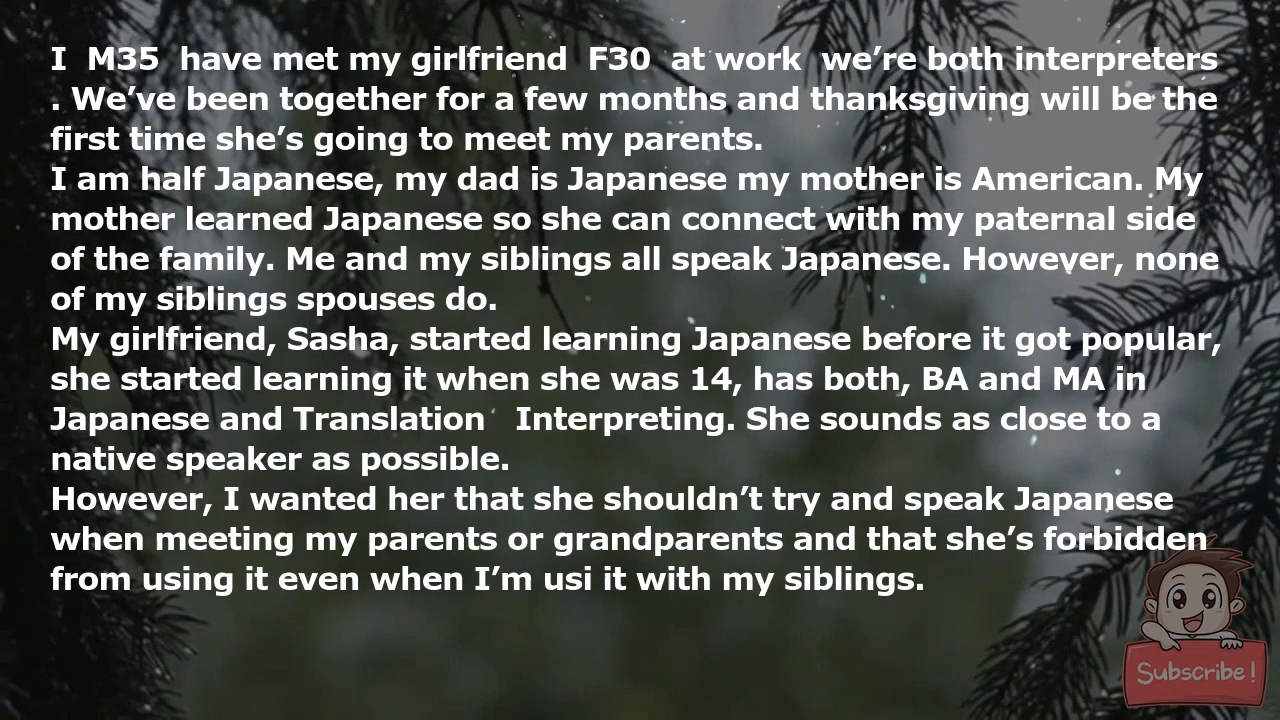 I  M35  have met my girlfriend  F30  at work  we’re both interpreters
. We’ve been together for a few months and thanksgiving will be the
first time she’s going to meet my parents.
I am half Japanese, my dad is Japanese my mother is American. My
mother learned Japanese so she can connect with my paternal side
of the family. Me and my siblings all speak Japanese. However, none
of my siblings spouses do.
My girlfriend, Sasha, started learning Japanese before it got popular,
she started learning it when she was 14, has both, BA and MA in
Japanese and Translation   Interpreting. She sounds as close to a
native speaker as possible.
However, I wanted her that she shouldn’t try and speak Japanese
when meeting my parents or grandparents and that she’s forbidden
from using it even when I’m usi it with my siblings.
Subscribe!